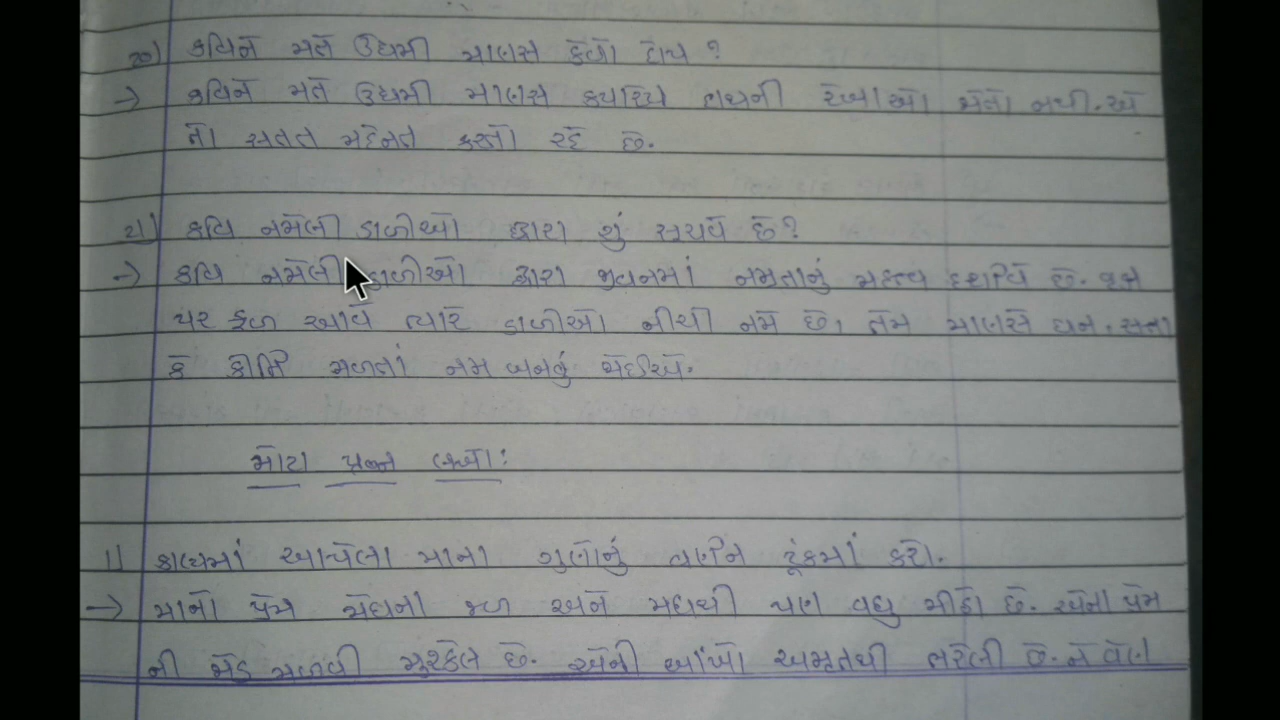 ૨૦) કવિને મતે ઉદ્યમી માણસ કેવો હોય ?
→ કવિને મતે ઉદ્યમી માણસ ક્યારેય હાથની રેખાઓ જોતો નથી. એ
તો સતત મહેનત કરતો રહે છે.
૨૧) કવિ નમેલી ડાળીઓ દ્વારા શું સૂચવે છે?
→ કવિ નમેલી ડાળીઓ દ્વારા જીવનમાં નમ્રતાનું મહત્ત્વ દર્શાવે છે. વૃક્ષ
પર ફળ આવે ત્યારે ડાળીઓ નીચી નમે છે, તેમ માણસે ધન, સત્તા
કે કીર્તિ મળતાં નમ્ર બનવું જોઈએ.
મોટા પ્રશ્ન લખો:
1) કાવ્યમાં આપેલા માના ગુણોનું વર્ણન ટૂંકમાં કરો.
→ માનો પ્રેમ મેઘના જળ અને મધથી પણ વધુ મીઠો છે. એના પ્રેમ
ની જોડ મળવી મુશ્કેલ છે. એની આંખો અમૃતથી ભરેલી છે. ને વેણ